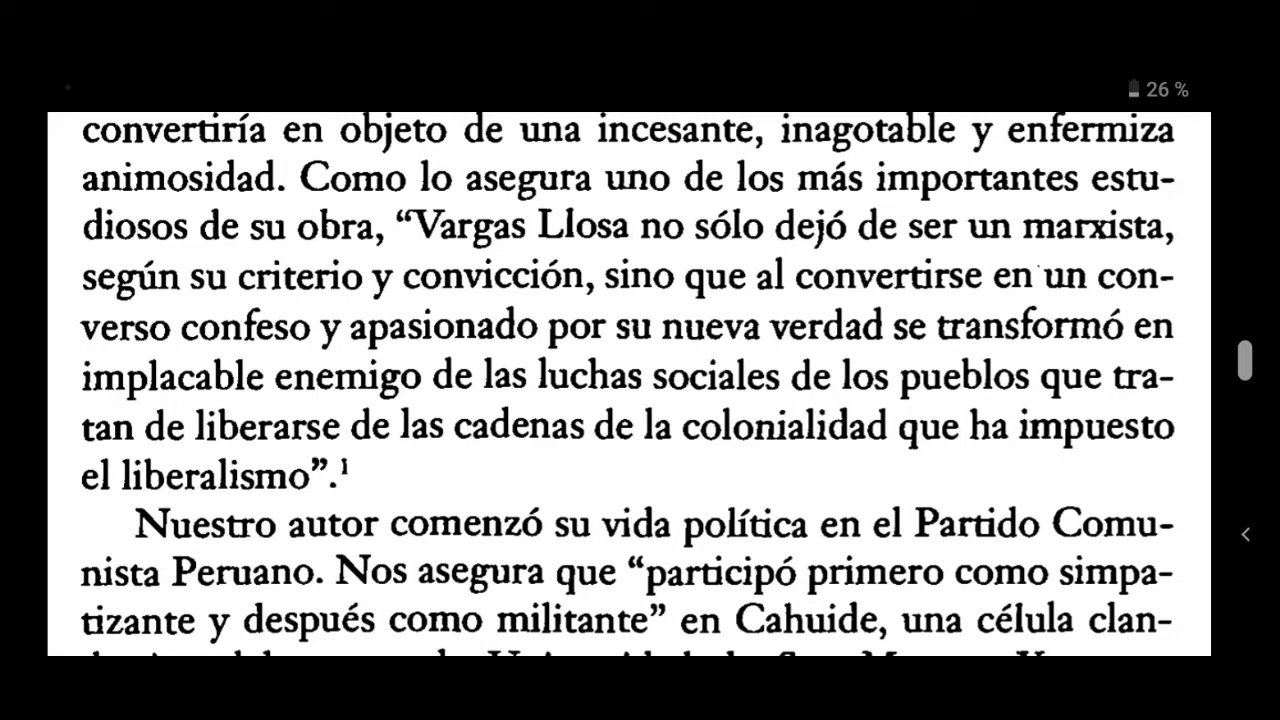 26 %
convertiría en objeto de una incesante, inagotable y enfermiza
animosidad. Como lo asegura uno de los más importantes estu-
diosos de su obra, “Vargas Llosa no sólo dejó de ser un marxista,
según su criterio y convicción, sino que al convertirse en un con-
verso confeso y apasionado por su nueva verdad se transformó en
implacable enemigo de las luchas sociales de los pueblos que tra-
tan de liberarse de las cadenas de la colonialidad que ha impuesto
el liberalismo”.¹
Nuestro autor comenzó su vida política en el Partido Comu-
nista Peruano. Nos asegura que “participó primero como simpa-
tizante y después como militante” en Cahuide, una célula clan-